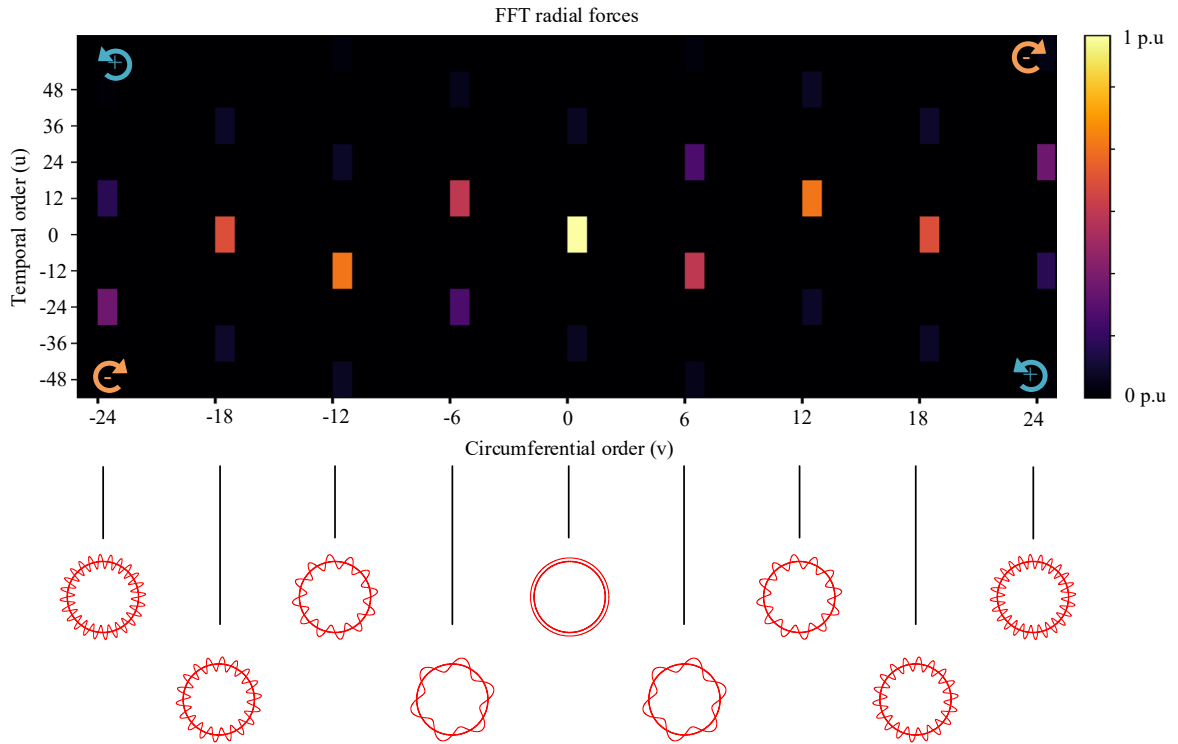 FFT radial forces
1 p.u
+
-
48
36
24
12
0
-12
-24
-36
-48
Temporal order (u)
-
+
0 p.u
-24 -18 -12 -6 0 6 12 18 24
Circumferential order (v)